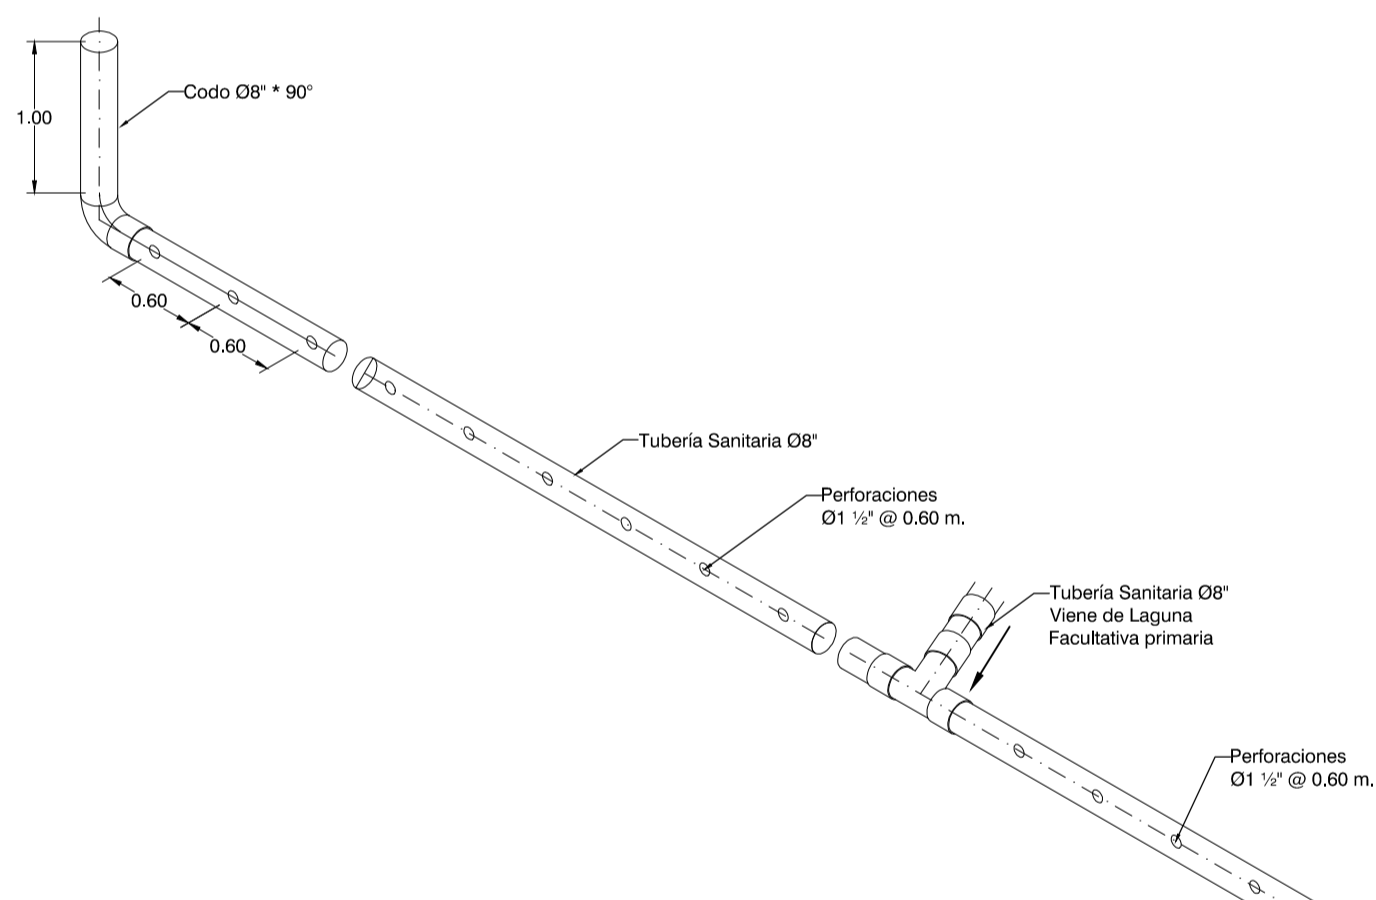 Codo Ø8" * 90°
1.00
0.60
0.60
Tubería Sanitaria Ø8"
Perforaciones
Ø1 ½" @ 0.60 m.
Tubería Sanitaria Ø8"
Viene de Laguna
Facultativa primaria
Perforaciones
Ø1 ½" @ 0.60 m.